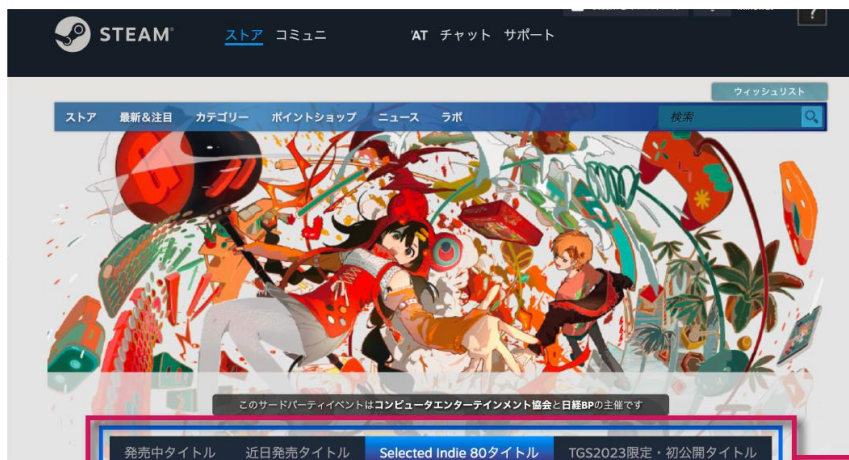 STEAM®
ストア コミュニ 'AT チャット サポート
?
ウィッシュリスト
ストア 最新&注目 カテゴリー ポイントショップ ニュース ラボ 検索
このサードパーティイベントはコンピュータエンターテインメント協会と日経BPの主催です
発売中タイトル 近日発売タイトル Selected Indie 80タイトル TGS2023限定・初公開タイトル